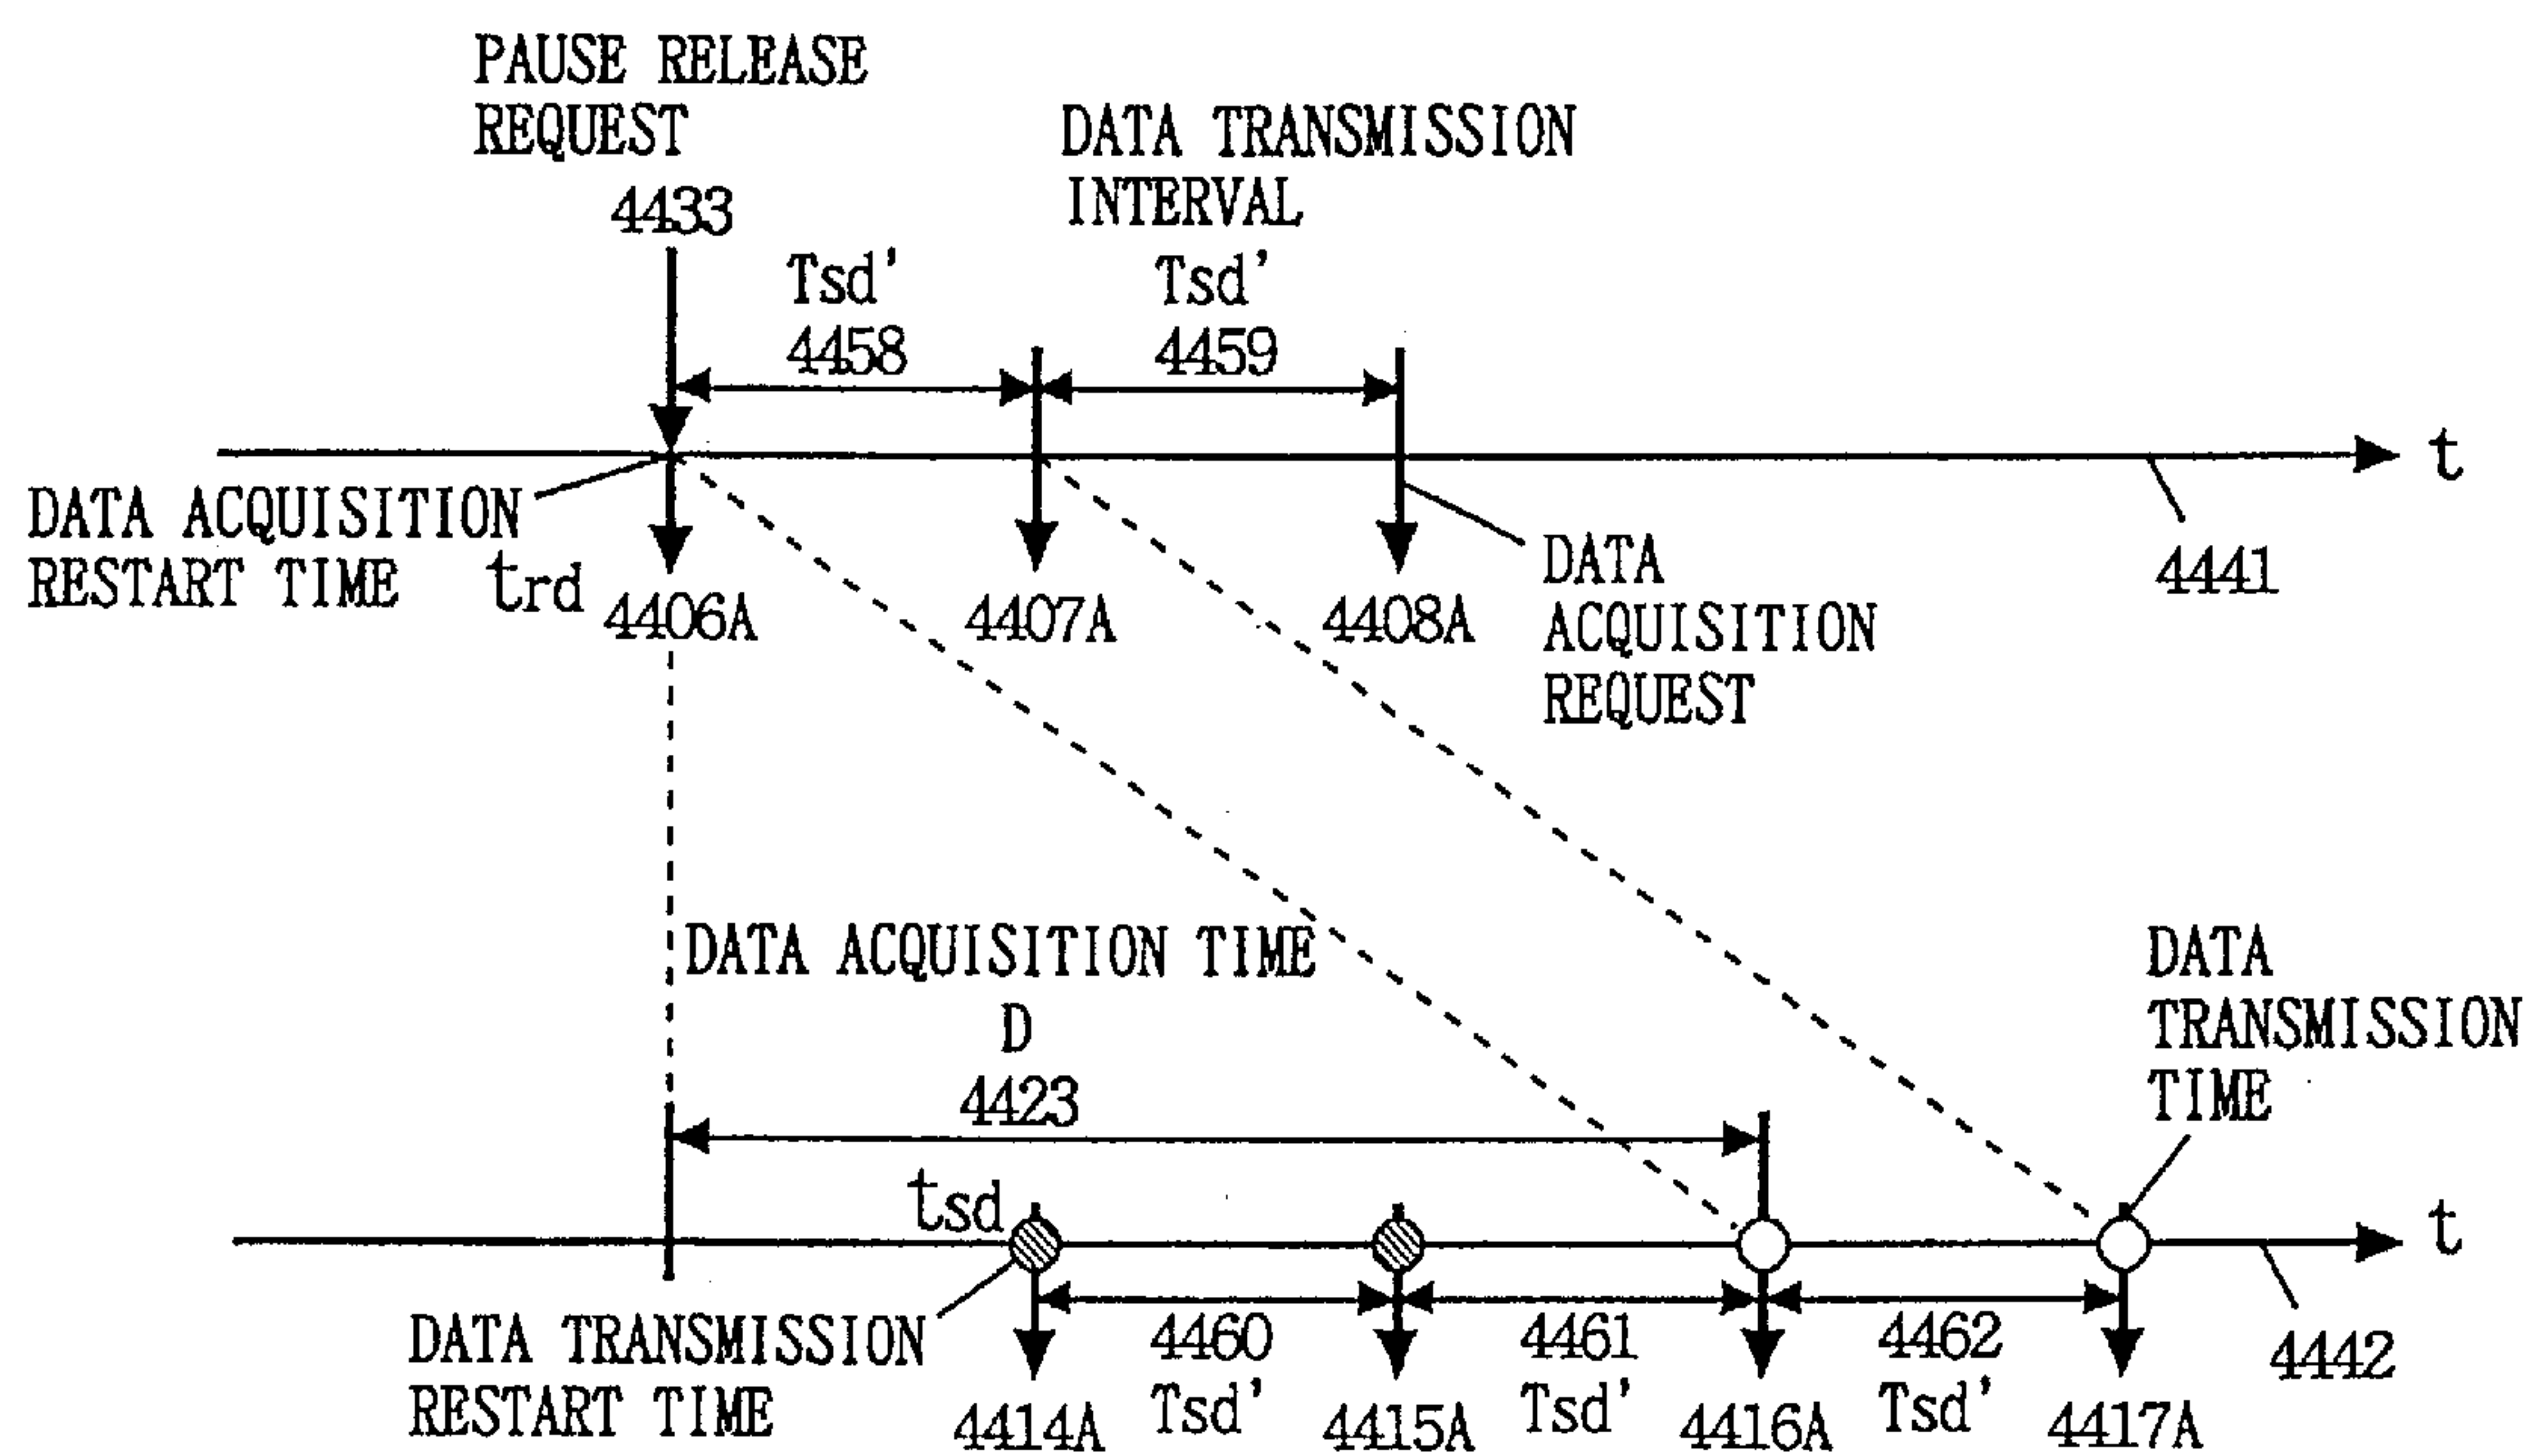 PAUSE RELEASE
REQUEST
4433
DATA TRANSMISSION
INTERVAL
Tsd'
4458
Tsd'
4459
t
DATA ACQUISITION
RESTART TIME trd
4406A
4407A
4408A
DATA
ACQUISITION
REQUEST
4441
DATA ACQUISITION TIME
D
4423
DATA
TRANSMISSION
TIME
tsd
t
DATA TRANSMISSION
RESTART TIME
4414A
4460
Tsd'
4415A
4461
Tsd'
4416A
4462
Tsd'
4417A
4442